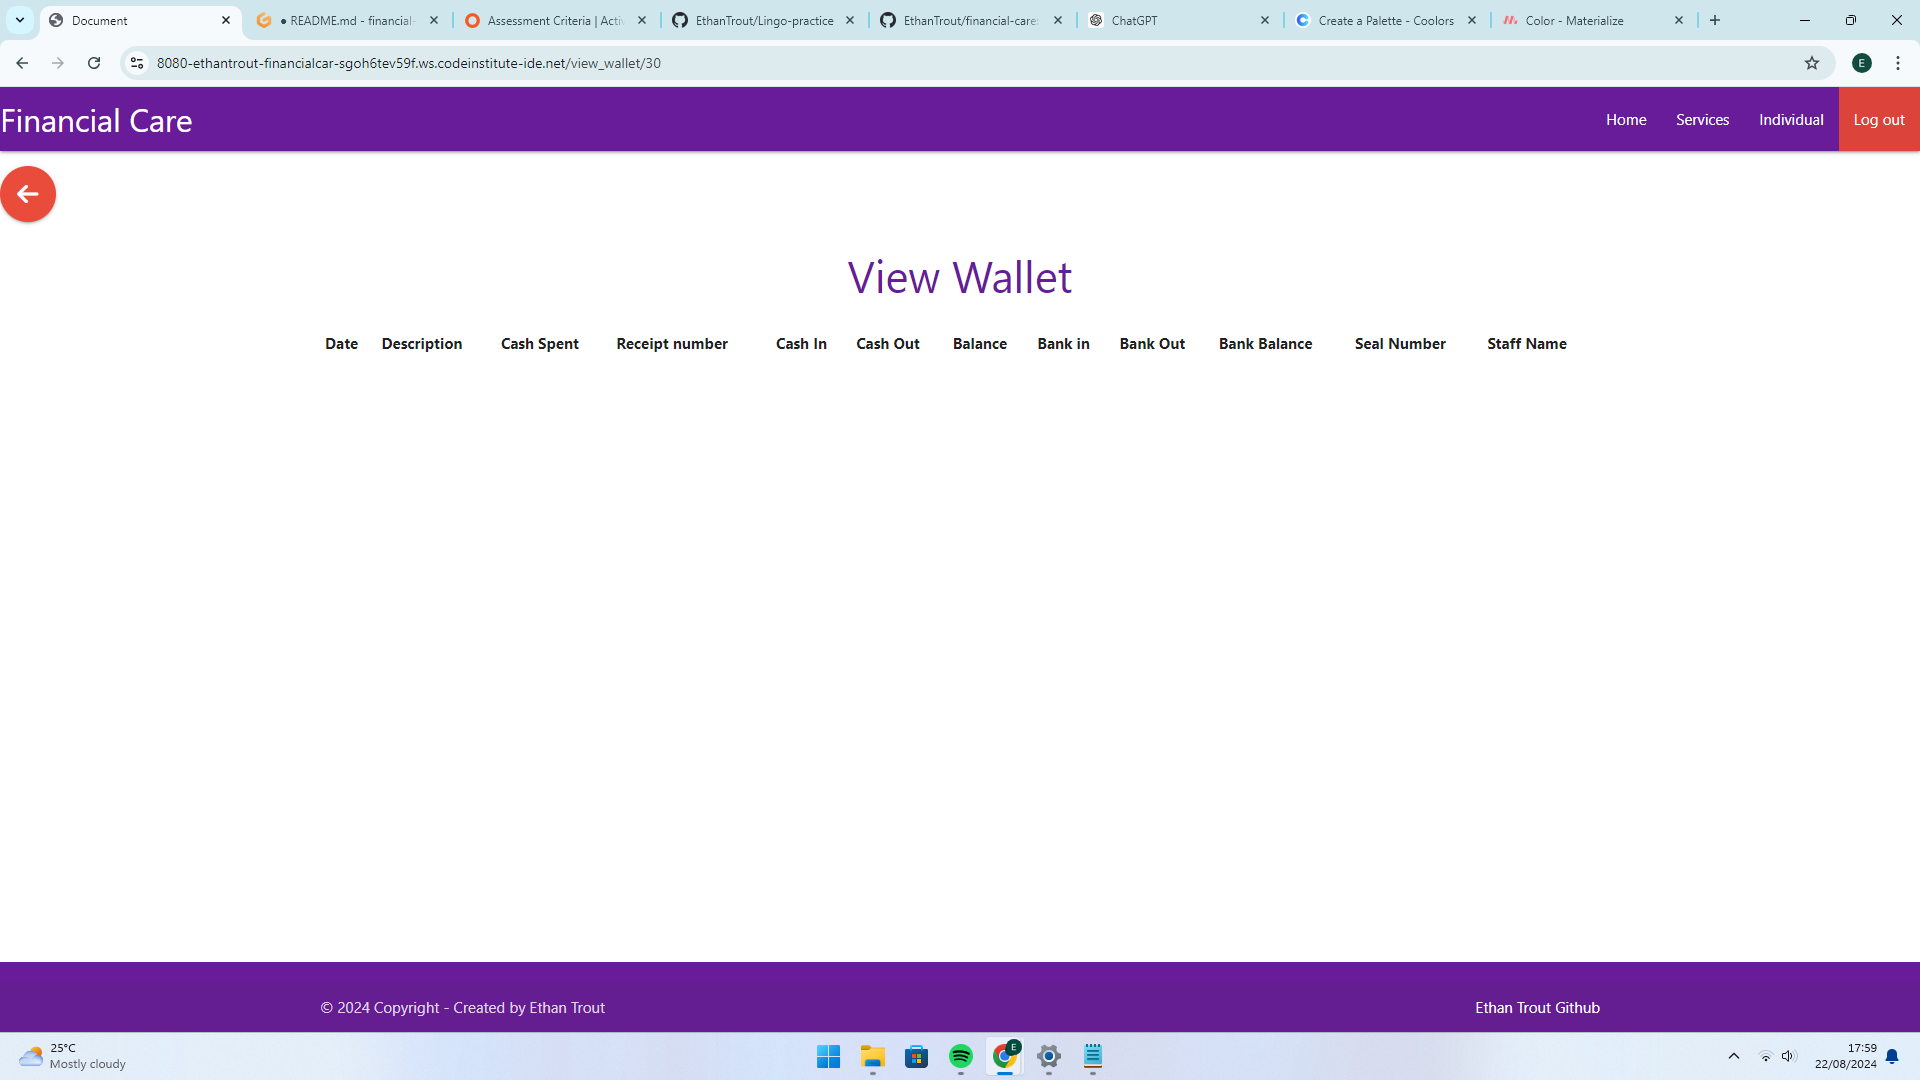 Document
● README.md - financial-
Assessment Criteria | Activ
EthanTrout/Lingo-practice
EthanTrout/financial-care:
ChatGPT
Create a Palette - Coolors
Color - Materialize
8080-ethantrout-financialcar-sgoh6tev59f.ws.codeinstitute-ide.net/view_wallet/30
E
Financial Care
Home
Services
Individual
Log out
View Wallet
Date Description Cash Spent Receipt number Cash In Cash Out Balance Bank in Bank Out Bank Balance Seal Number Staff Name
© 2024 Copyright - Created by Ethan Trout
Ethan Trout Github
25°C
Mostly cloudy
E
17:59
22/08/2024